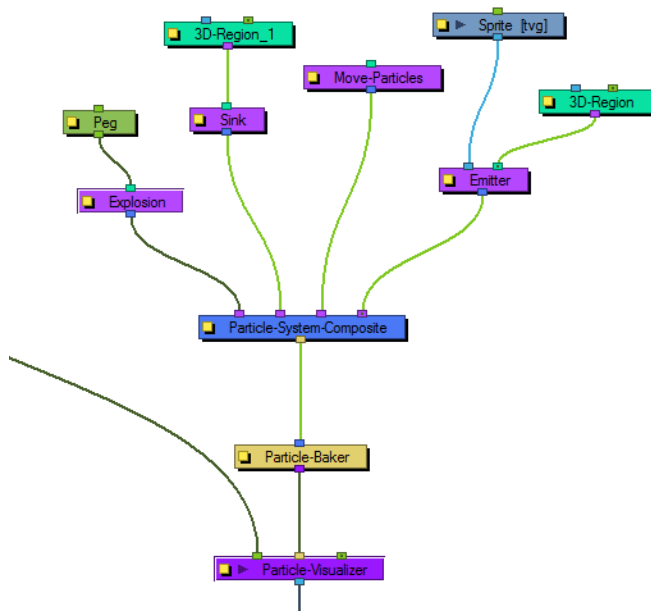 3D-Region_1
Sprite [tvg]
Move-Particles
3D-Region
Peg
Sink
Emitter
Explosion
Particle-System-Composite
Particle-Baker
Particle-Visualizer